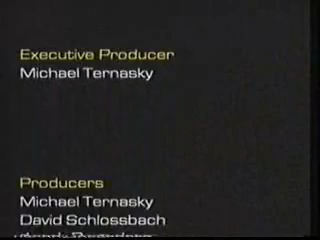 Executive Producer
Michael Ternasky
Producers
Michael Ternasky
David Schlossbach